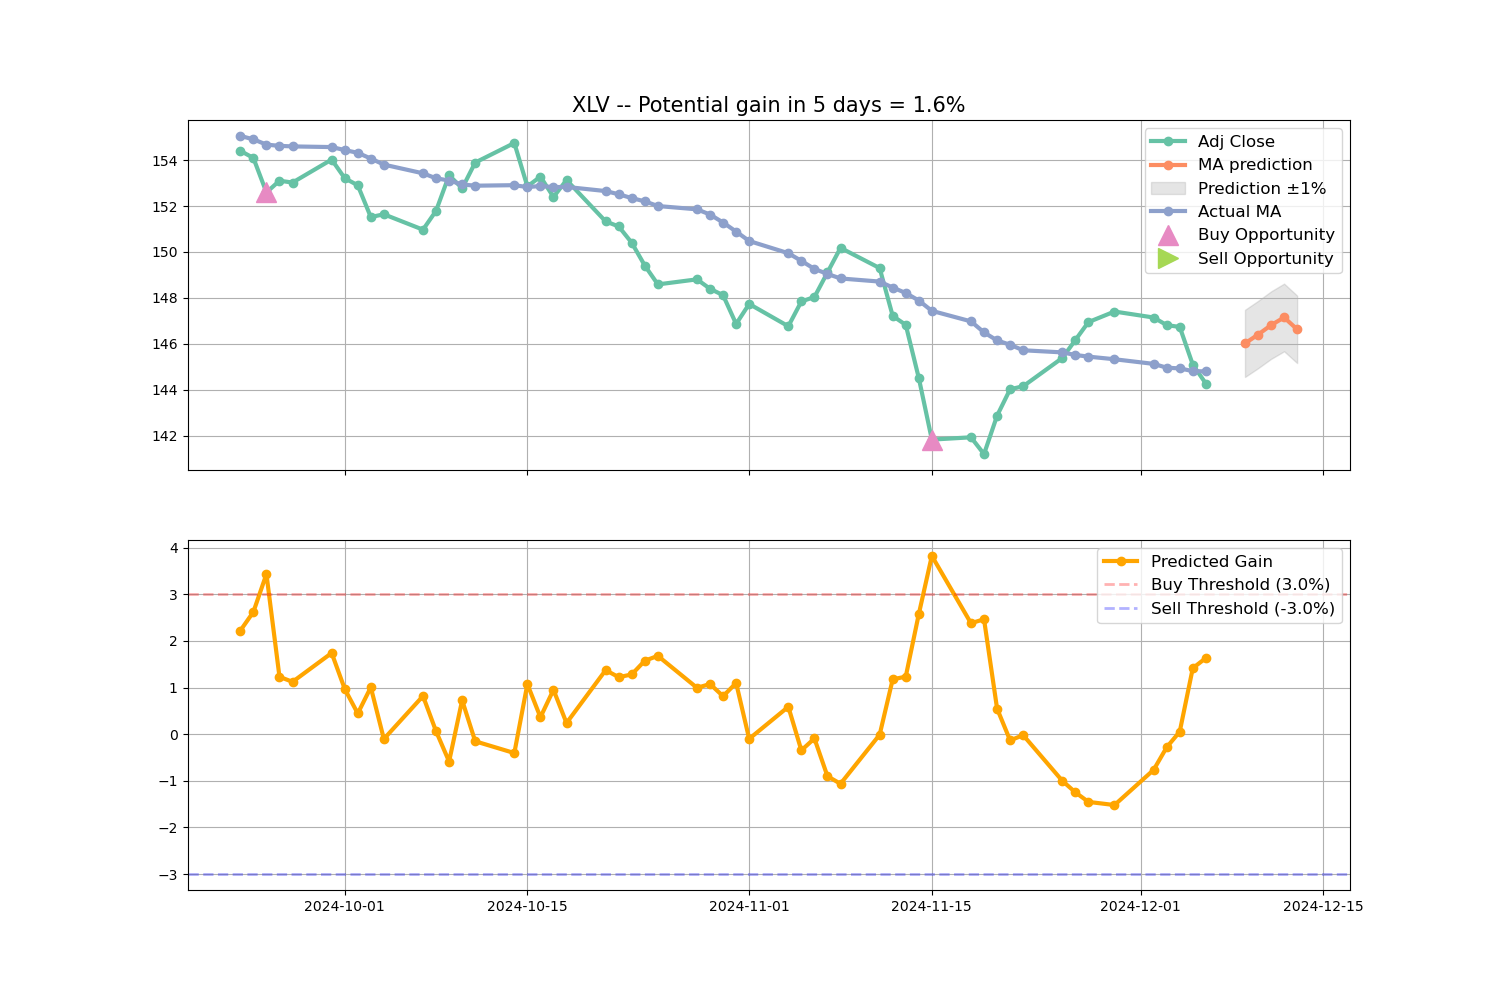 XLV -- Potential gain in 5 days = 1.6%
154
152
150
148
146
144
142
Adj Close
MA prediction
Prediction ±1%
Actual MA
Buy Opportunity
Sell Opportunity
4
3
2
1
0
−1
−2
−3
Predicted Gain
Buy Threshold (3.0%)
Sell Threshold (-3.0%)
2024-10-01 2024-10-15 2024-11-01 2024-11-15 2024-12-01 2024-12-15